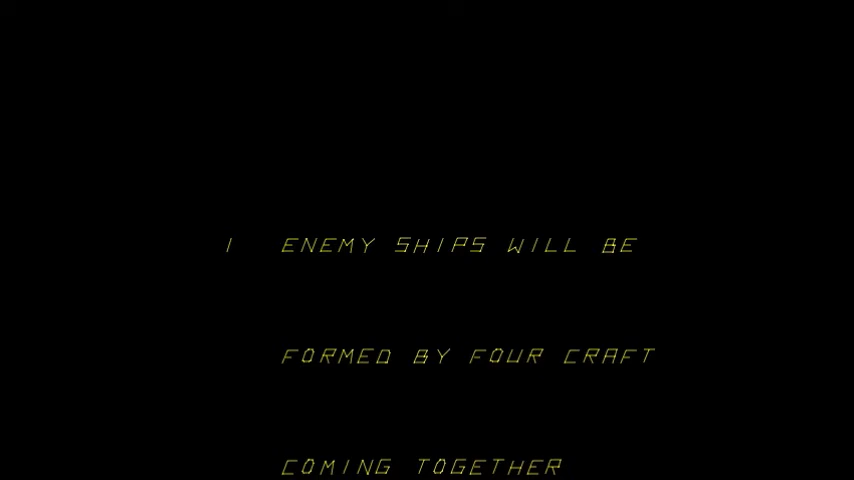 1 ENEMY SHIPS WILL BE
FORMED BY FOUR CRAFT
COMING TOGETHER